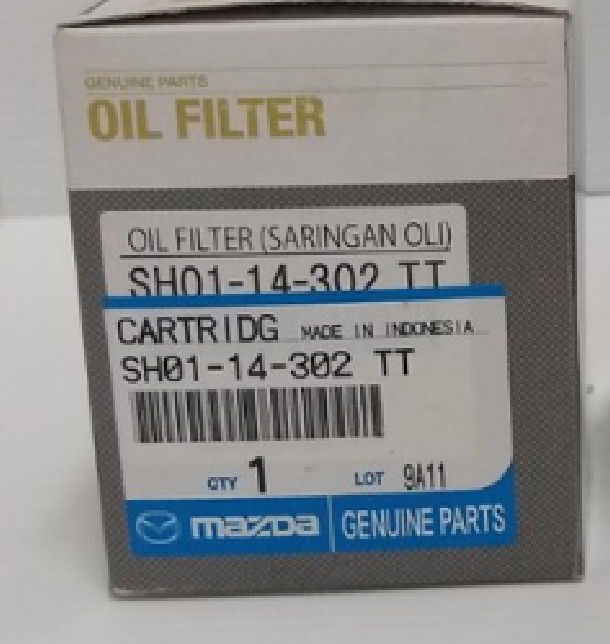 GENUINE PARTS
OIL FILTER
OIL FILTER (SARINGAN OLI)
SH01-14-302 TT
CARTRIDG MADE IN INDONESIA
SH01-14-302 TT
QTY 1 LOT 9A11
mazda GENUINE PARTS